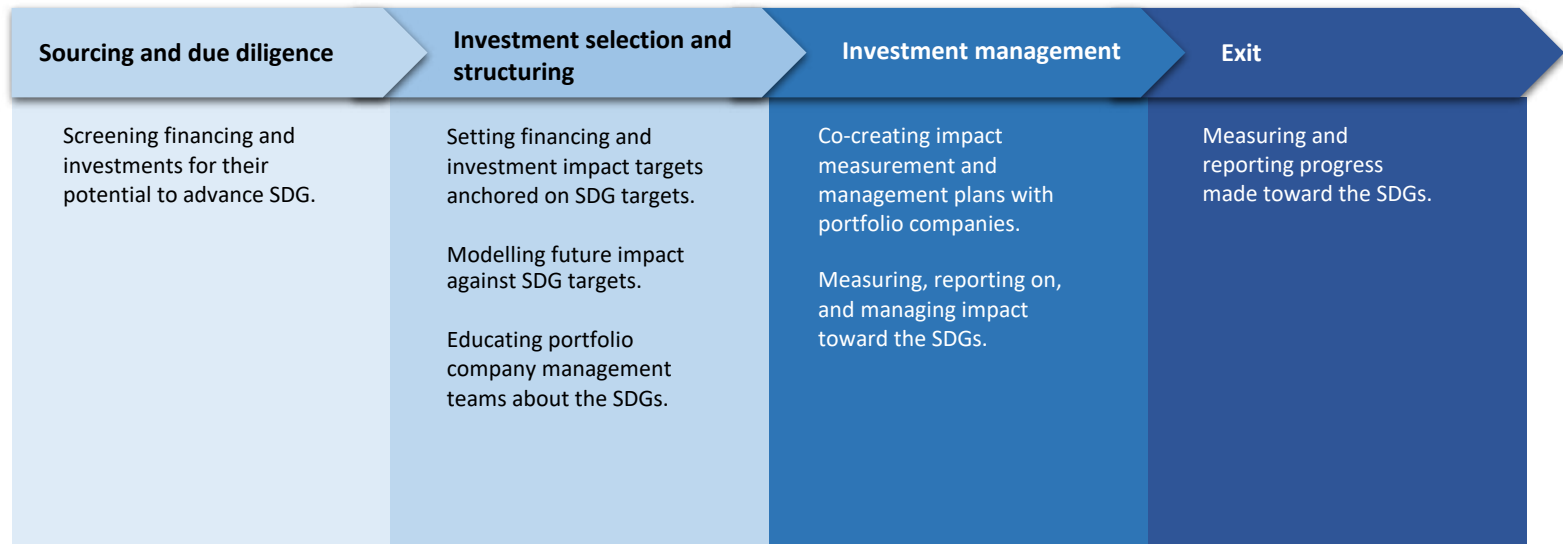 Sourcing and due diligence
Screening financing and
investments for their
potential to advance SDG.
Investment selection and
structuring
Setting financing and
investment impact targets
anchored on SDG targets.
Modelling future impact
against SDG targets.
Educating portfolio
company management
teams about the SDGs.
Investment management
Co-creating impact
measurement and
management plans with
portfolio companies.
Measuring, reporting on,
and managing impact
toward the SDGs.
Exit
Measuring and
reporting progress
made toward the SDGs.